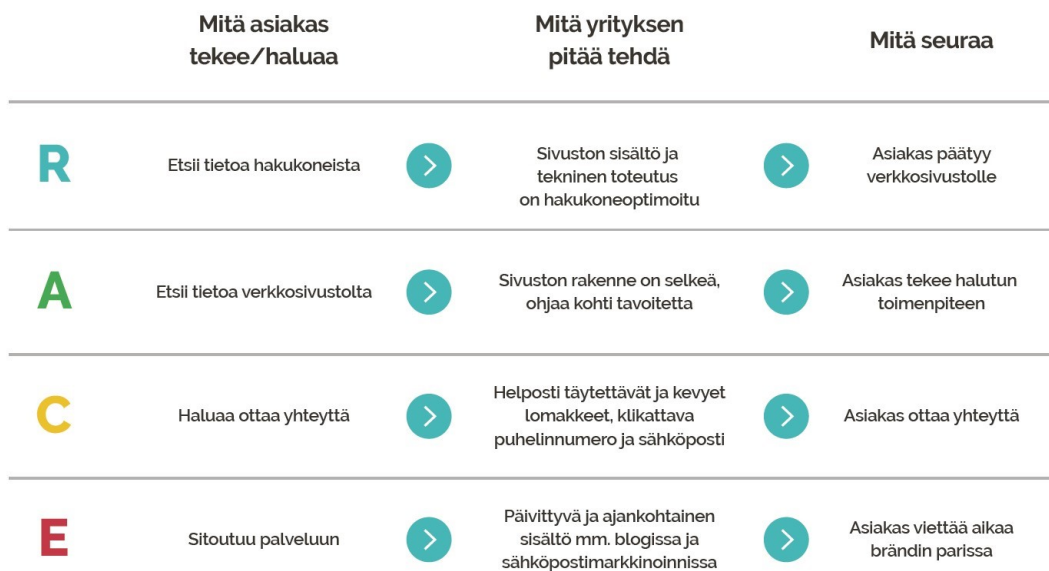 Mitä asiakas
tekee/haluaa
Mitä yrityksen
pitää tehdä
Mitä seuraa
R
Etsii tietoa hakukoneista
Sivuston sisältö ja
tekninen toteutus
on hakukoneoptimoitu
Asiakas päätyy
verkkosivustolle
A
Etsii tietoa verkkosivustolta
Sivuston rakenne on selkeä,
ohjaa kohti tavoitetta
Asiakas tekee halutun
toimenpiteen
C
Haluaa ottaa yhteyttä
Helposti täytettävät ja kevyet
lomakkeet, klikattava
puhelinnumero ja sähköposti
Asiakas ottaa yhteyttä
E
Sitoutuu palveluun
Päivittyvä ja ajankohtainen
sisältö mm. blogissa ja
sähköpostimarkkinoinnissa
Asiakas viettää aikaa
brändin parissa